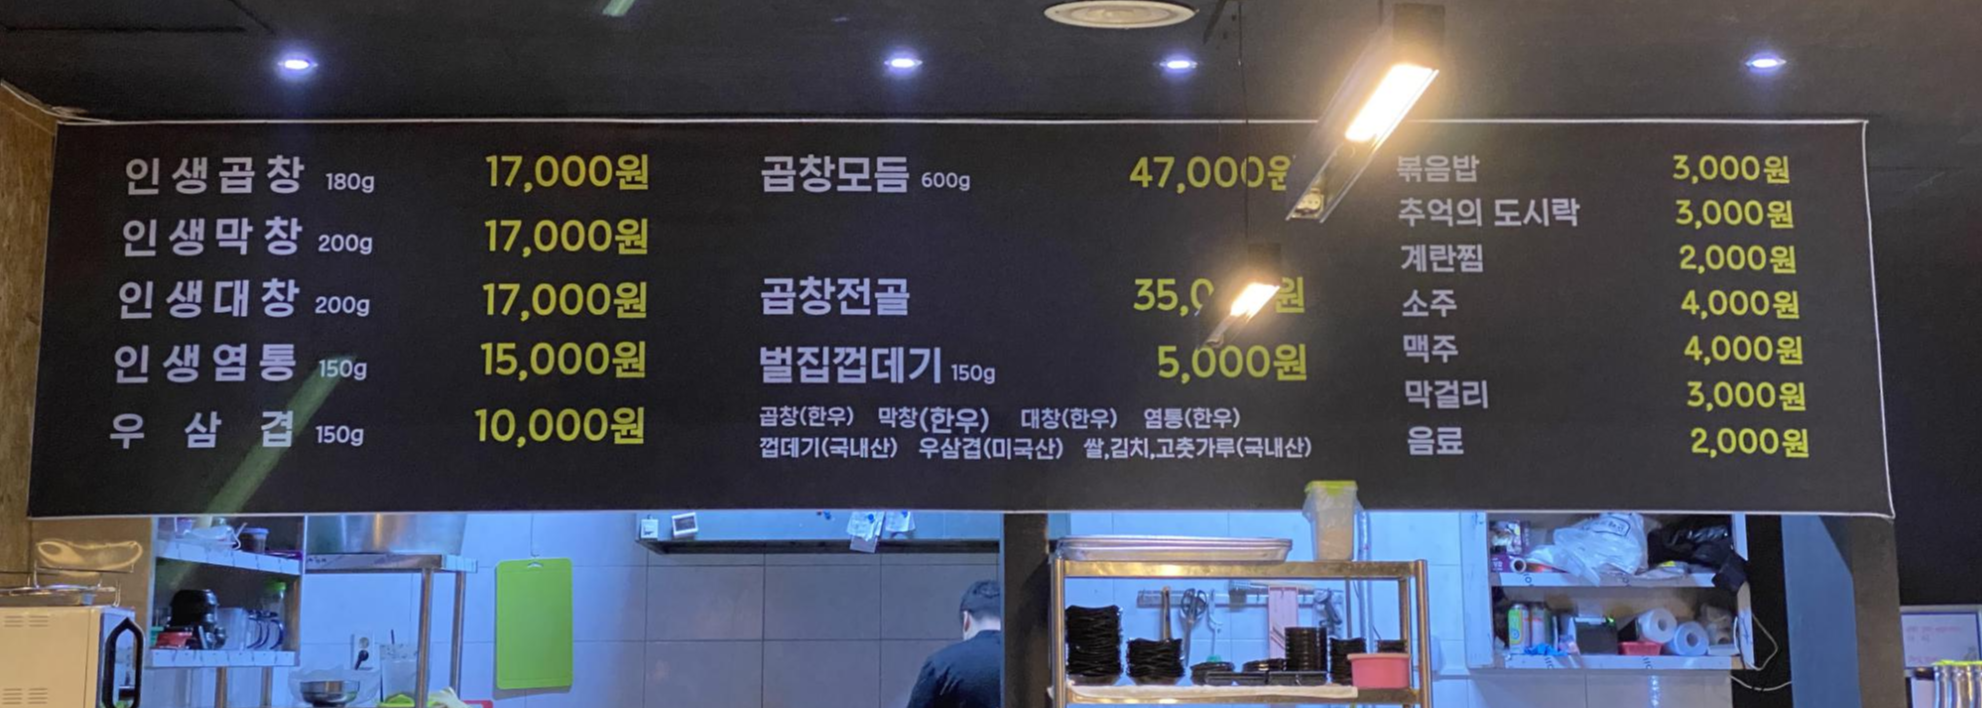 인생곱창 180g 17,000원
인생막창 200g 17,000원
인생대창 200g 17,000원
인생염통 150g 15,000원
우삼겹 150g 10,000원
곱창모듬 600g 47,000원
곱창전골 35,0 원
벌집껍데기 150g 5,000원
곱창(한우) 막창(한우) 대창(한우) 염통(한우)
껍데기(국내산) 우삼겹(미국산) 쌀,김치,고춧가루(국내산)
볶음밥 3,000원
추억의 도시락 3,000원
계란찜 2,000원
소주 4,000원
맥주 4,000원
막걸리 3,000원
음료 2,000원